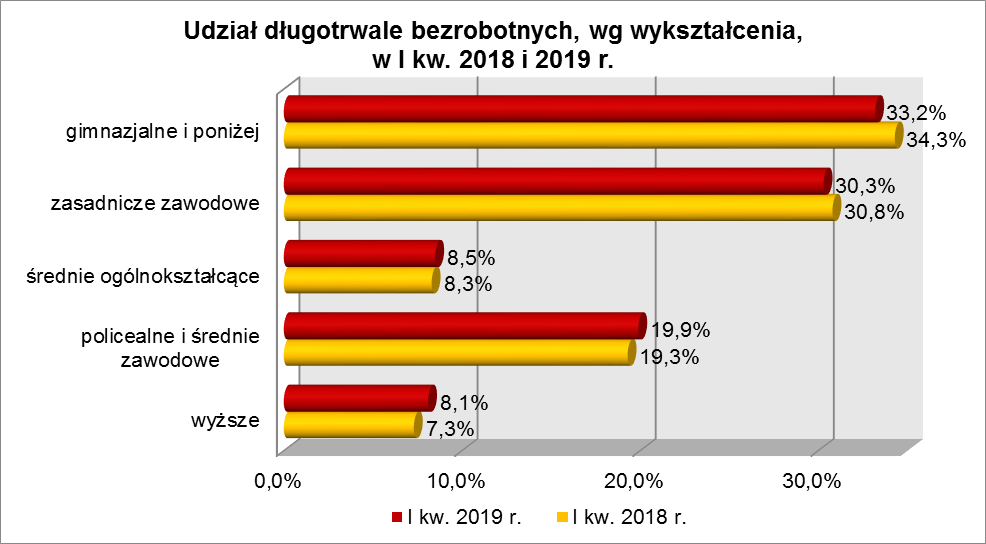 Udział długotrwale bezrobotnych, wg wykształcenia,
w I kw. 2018 i 2019 r.
gimnazjalne i poniżej
33,2%
34,3%
zasadnicze zawodowe
30,3%
30,8%
średnie ogólnokształcące
8,5%
8,3%
policealne i średnie
zawodowe
19,9%
19,3%
wyższe
8,1%
7,3%
0,0% 10,0% 20,0% 30,0%
I kw. 2019 r. I kw. 2018 r.